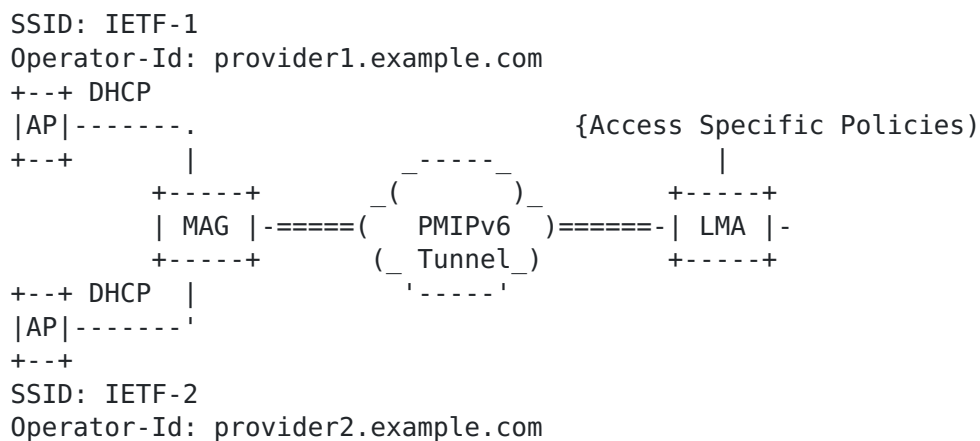 SSID: IETF-1
Operator-Id: provider1.example.com
+--+ DHCP
|AP|-------.                        {Access Specific Policies)
+--+       |             _-----_             |
         +-----+       _(       )_        +-----+
         | MAG |-=====(   PMIPv6  )======-| LMA |-
         +-----+       (_ Tunnel_)        +-----+
+--+ DHCP  |             '-----'
|AP|-------'
+--+
SSID: IETF-2
Operator-Id: provider2.example.com